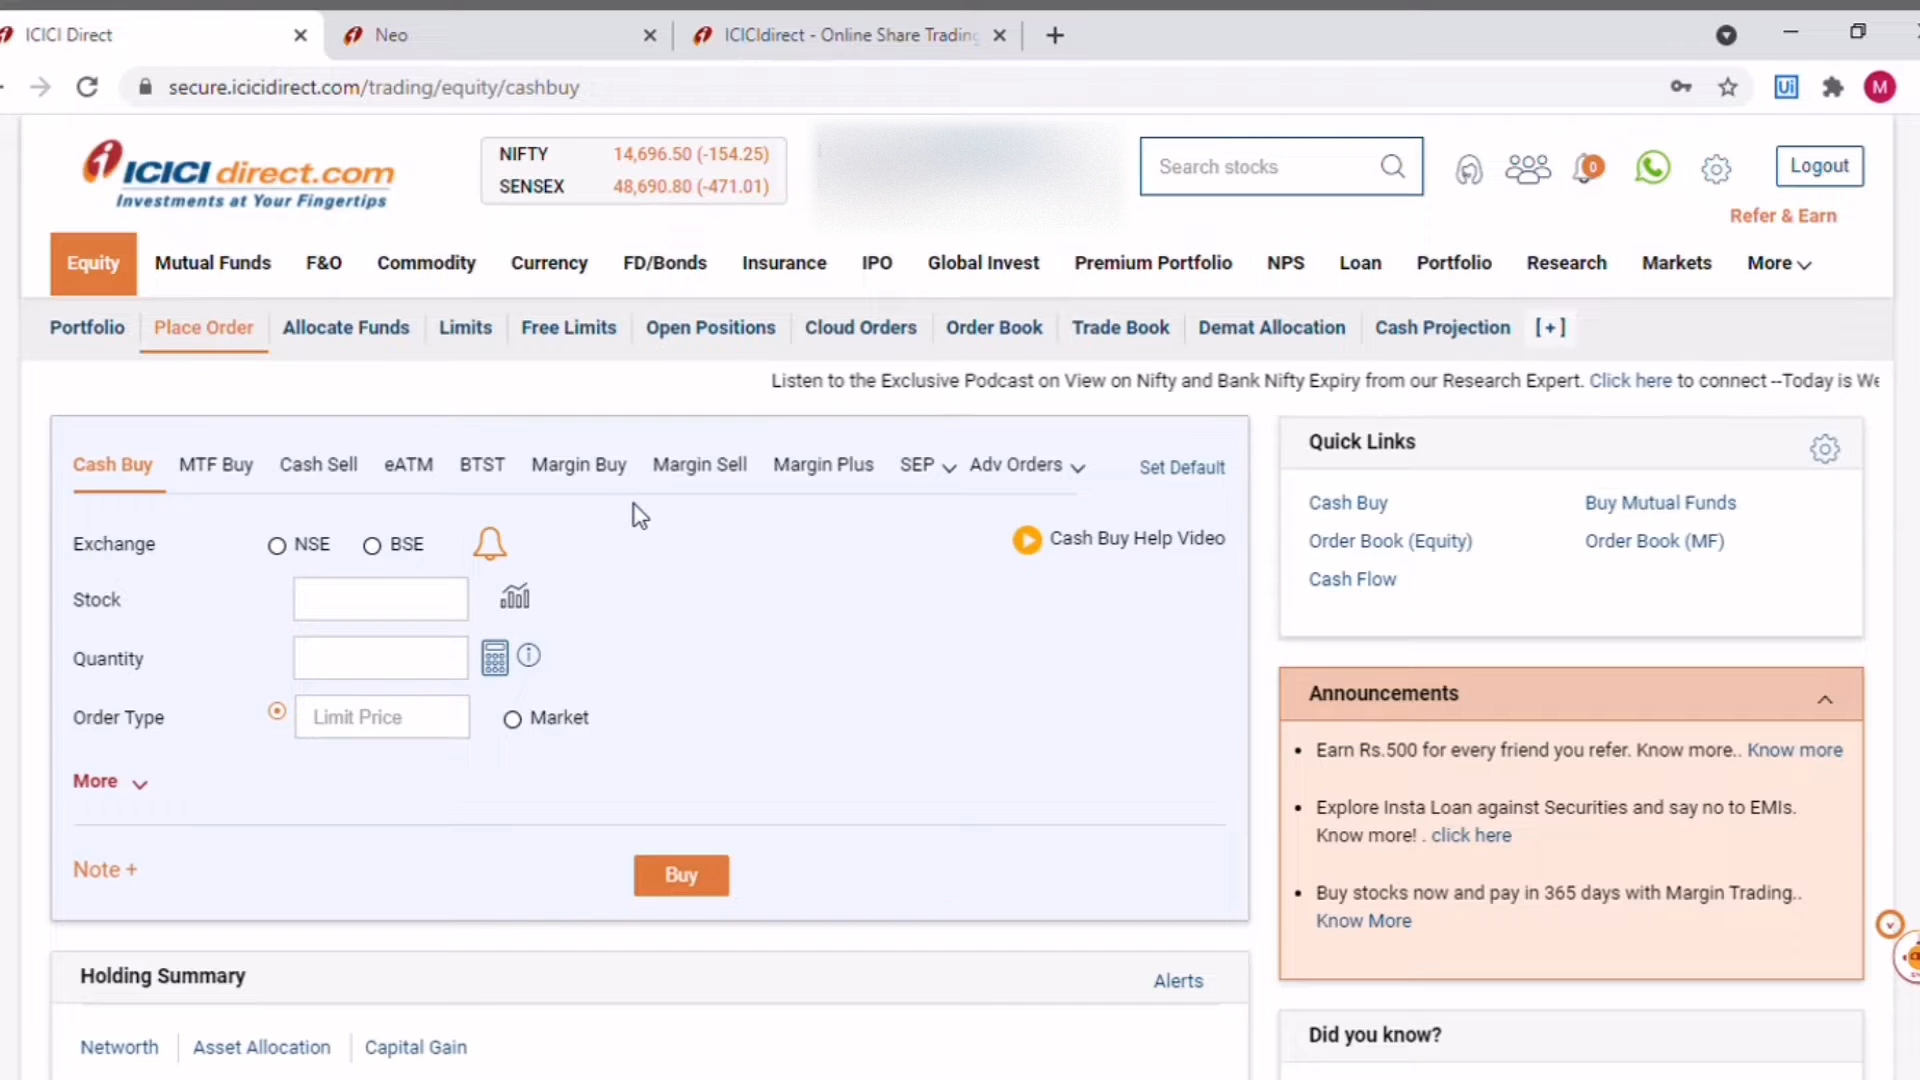 ICICI Direct
Neo
ICICIdirect - Online Share Trading
secure.icicidirect.com/trading/equity/cashbuy
Ui
M
ICICI direct.com
Investments at Your Fingertips
NIFTY 14,696.50 (-154.25)
SENSEX 48,690.80 (-471.01)
Search stocks
0
Logout
Refer & Earn
Equity Mutual Funds F&O Commodity Currency FD/Bonds Insurance IPO Global Invest Premium Portfolio NPS Loan Portfolio Research Markets More
Portfolio Place Order Allocate Funds Limits Free Limits Open Positions Cloud Orders Order Book Trade Book Demat Allocation Cash Projection [+]
Listen to the Exclusive Podcast on View on Nifty and Bank Nifty Expiry from our Research Expert. Click here to connect --Today is We
Cash Buy MTF Buy Cash Sell eATM BTST Margin Buy Margin Sell Margin Plus SEP Adv Orders Set Default
Exchange NSE BSE
Cash Buy Help Video
Stock
Quantity
Order Type Limit Price Market
More
Note +
Buy
Holding Summary
Alerts
Networth Asset Allocation Capital Gain
Quick Links
Cash Buy Buy Mutual Funds
Order Book (Equity) Order Book (MF)
Cash Flow
Announcements
Earn Rs.500 for every friend you refer. Know more.. Know more
Explore Insta Loan against Securities and say no to EMIs.
Know more! . click here
Buy stocks now and pay in 365 days with Margin Trading..
Know More
Did you know?